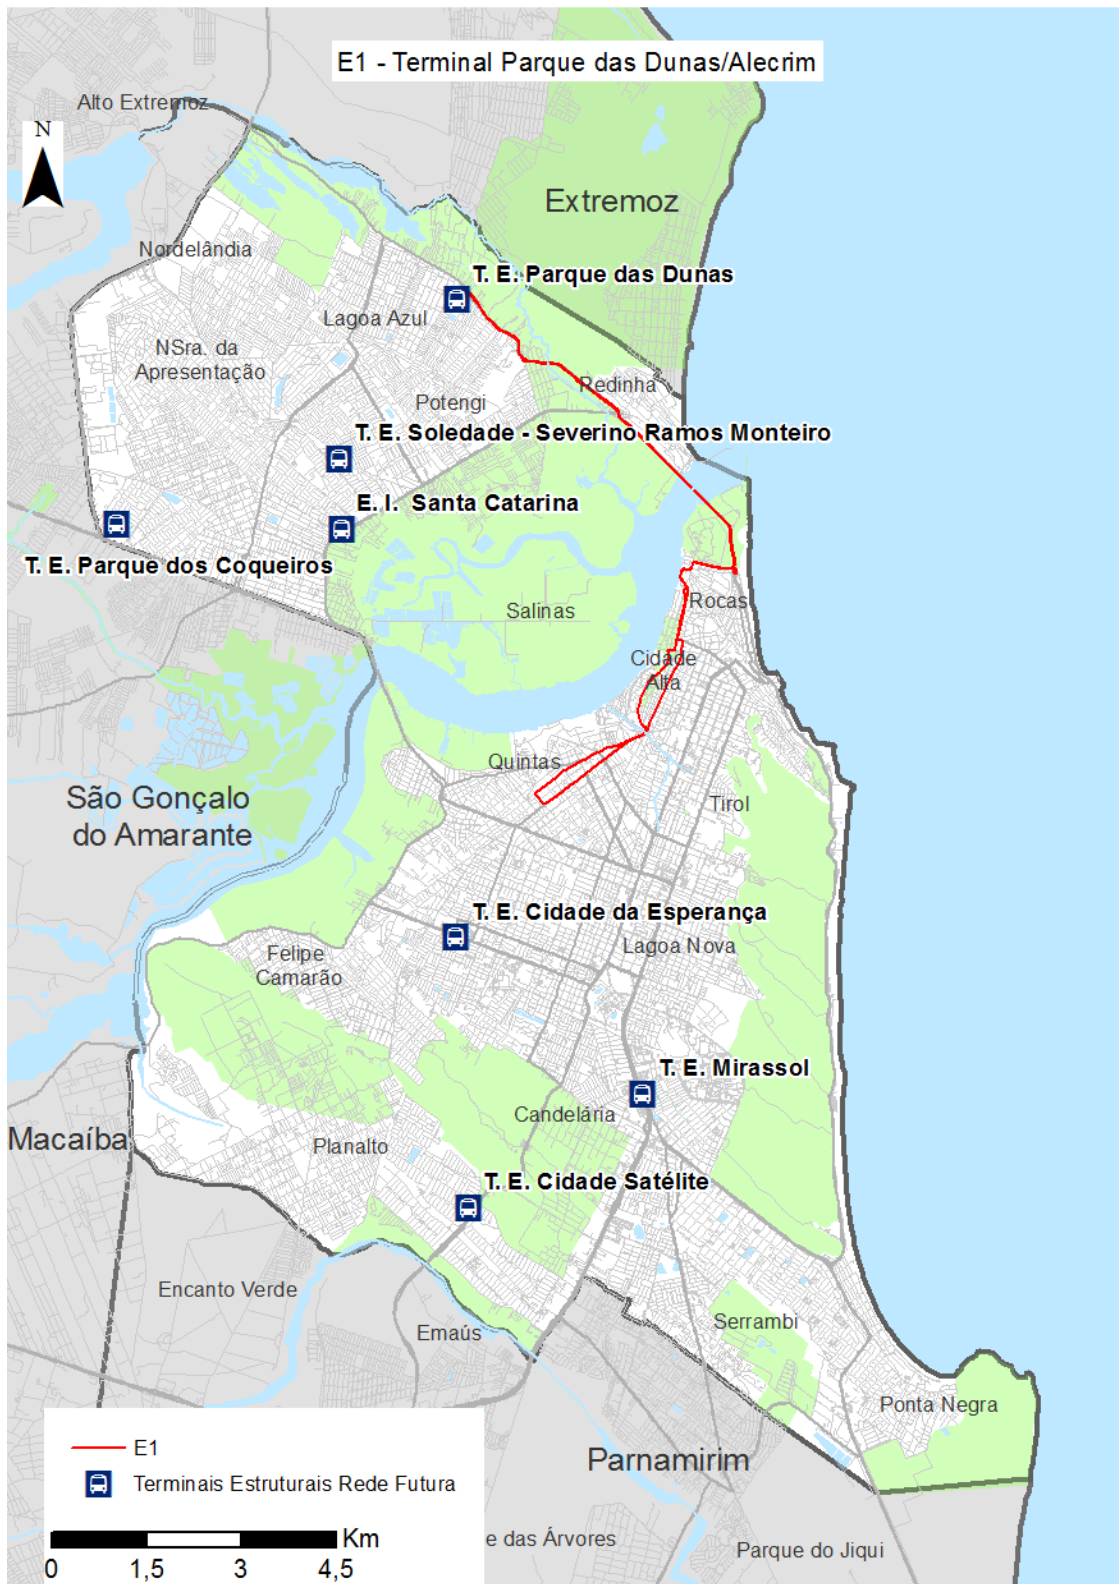 E1 - Terminal Parque das Dunas/Alecrim
Alto Extremoz
N
Extremoz
Nordelândia
T. E. Parque das Dunas
Lagoa Azul
NSra. da
Apresentação
Redinha
Potengi
T. E. Soledade - Severino Ramos Monteiro
E. I. Santa Catarina
T. E. Parque dos Coqueiros
Rocas
Salinas
Cidade
Alta
Quintas
São Gonçalo
do Amarante
Tirol
T. E. Cidade da Esperança
Lagoa Nova
Felipe
Camarão
T. E. Mirassol
Candelária
Macaíba
Planalto
T. E. Cidade Satélite
Encanto Verde
Emaús
Serrambi
Ponta Negra
Parnamirim
E1
Terminais Estruturais Rede Futura
Km
0 1,5 3 4,5
e das Árvores
Parque do Jiqui